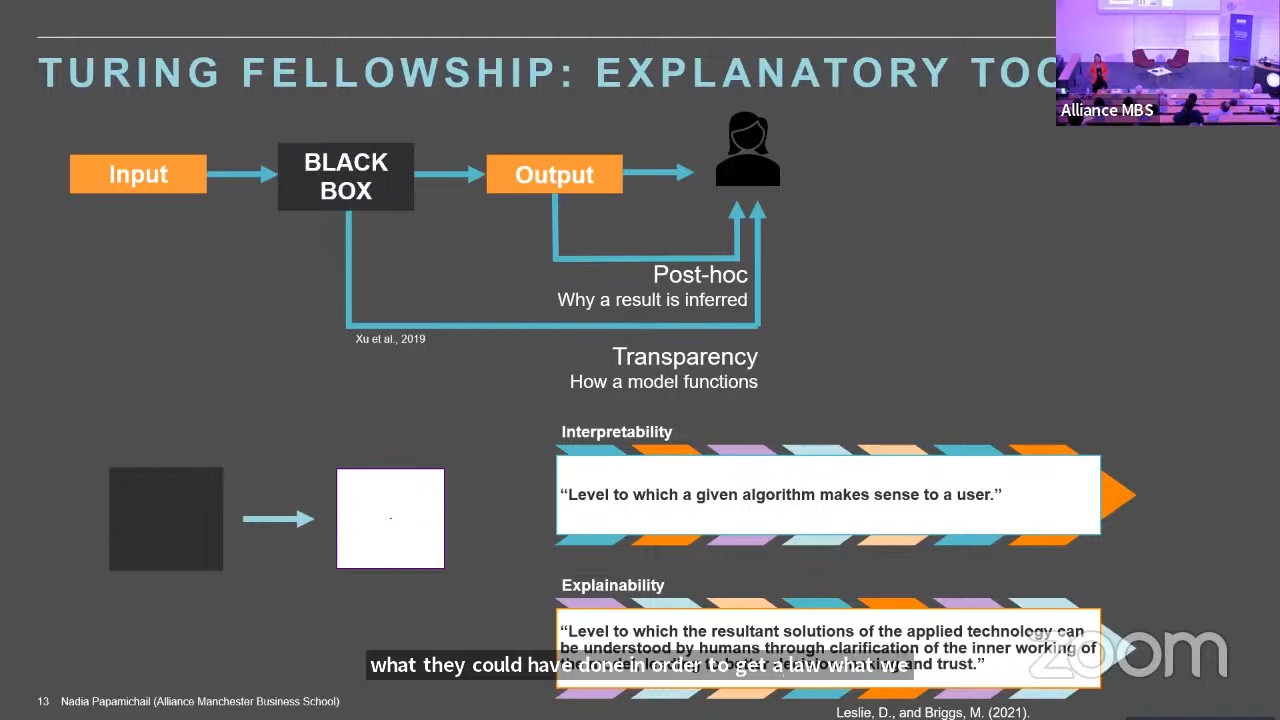 TURING FELLOWSHIP: EXPLANATORY
Alliance MBS
Input
BLACK
BOX
Output
Post-hoc
Why a result is inferred
Xu et al., 2019
Transparency
How a model functions
Interpretability
“Level to which a given algorithm makes sense to a user.”
Explainability
“Level to which the resultant solutions of the applied technology can
be understood by humans through clarification of the inner working of
and trust.”
what they could have done in order to get a law what we
zoom
13 Nadia Papamichail (Alliance Manchester Business School)
Leslie, D., and Briggs, M. (2021).